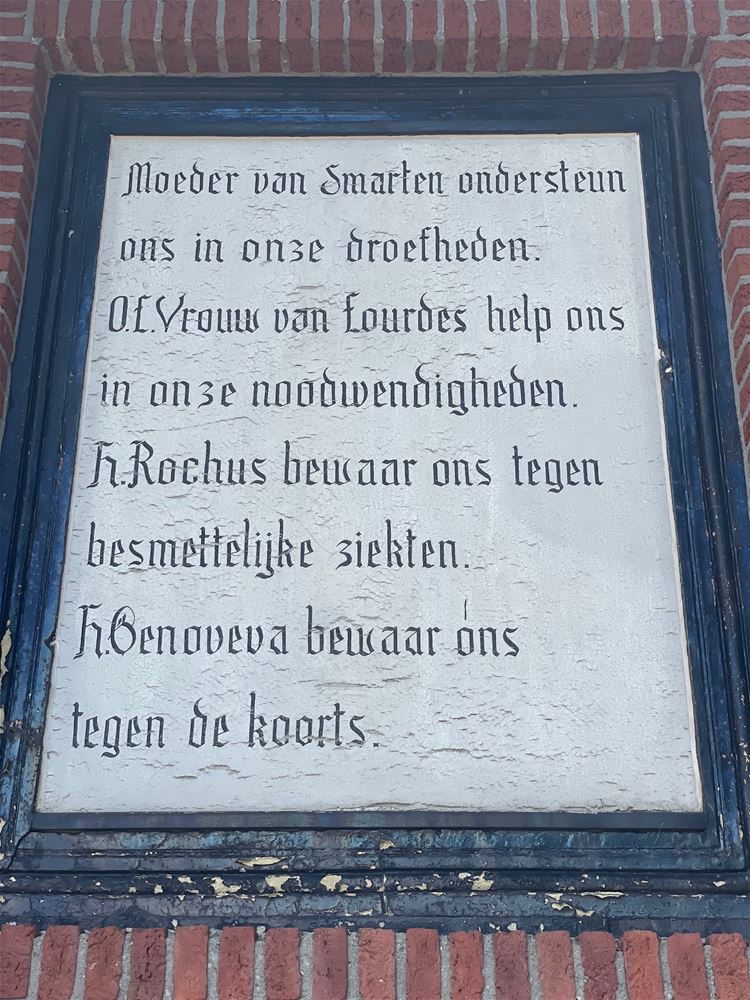 Moeder van Smarten ondersteun
ons in onze droefheden.
O.L.Vrouw van Lourdes help ons
in onze noodwendigheden.
H.Rochus bewaar ons tegen
besmettelijke ziekten.
H.Genoveva bewaar ons
tegen de koorts.